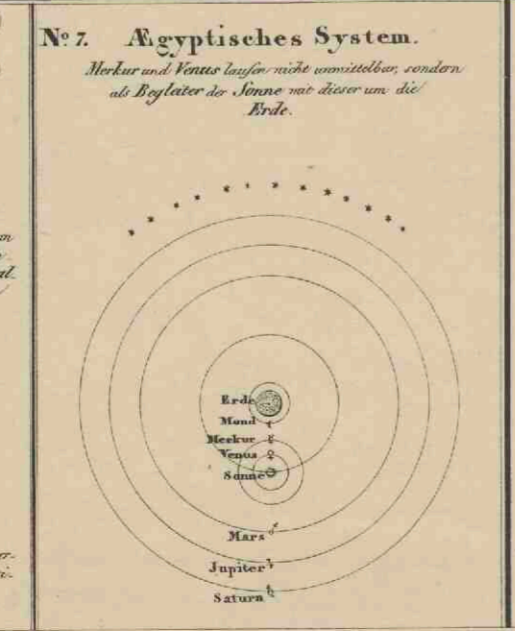 Nº 7. Ægyptisches System.
Merkur und Venus laufen nicht unmittelbar, sondern
als Begleiter der Sonne mit dieser um die
Erde.
Erde
Mond
Merkur ☿
Venus ♀
Sonne
Mars ♂
Jupiter ♃
Saturn ♄